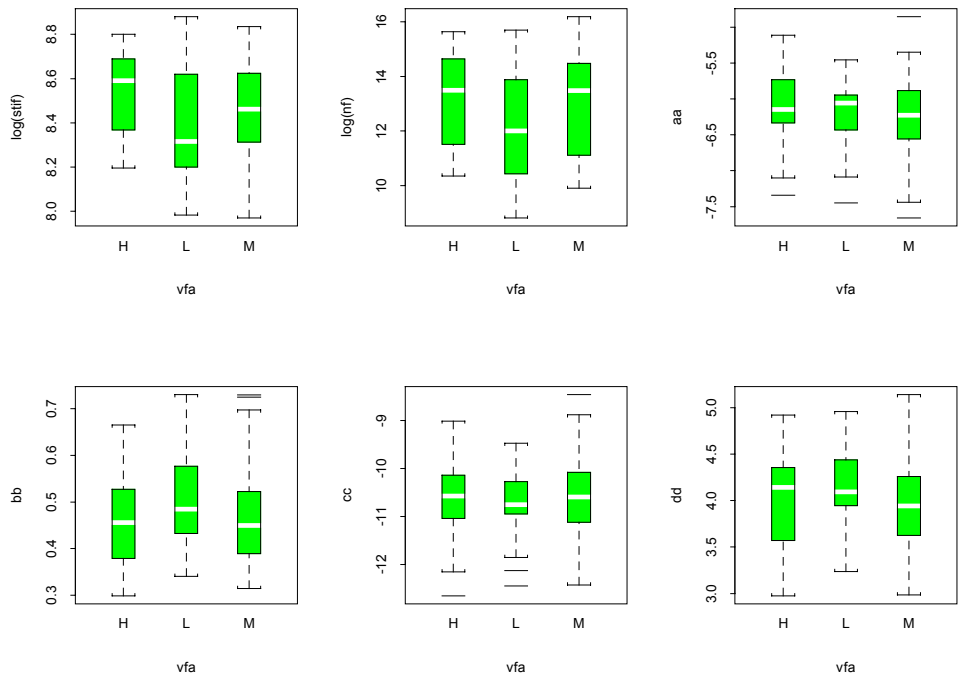 log(stif)
8.8
8.6
8.4
8.2
8.0
H L M
vfa
log(nf)
16
14
12
10
H L M
vfa
aa
-5.5
-6.5
-7.5
H L M
vfa
bb
0.7
0.6
0.5
0.4
0.3
H L M
vfa
cc
-9
-10
-11
-12
H L M
vfa
dd
5.0
4.5
4.0
3.5
3.0
H L M
vfa